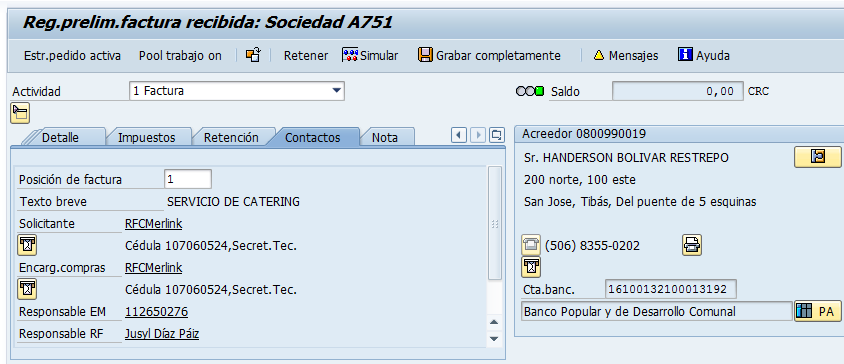 Reg.prelim.factura recibida: Sociedad A751
Estr.pedido activa Pool trabajo on Retener Simular Grabar completamente Mensajes Ayuda
Actividad 1 Factura Saldo 0,00 CRC
Detalle Impuestos Retención Contactos Nota
Posición de factura 1
Texto breve SERVICIO DE CATERING
Solicitante RFCMerlink
Cédula 107060524,Secret.Tec.
Encarg.compras RFCMerlink
Cédula 107060524,Secret.Tec.
Responsable EM 112650276
Responsable RF Jusyl Díaz Páiz
Acreedor 0800990019
Sr. HANDERSON BOLIVAR RESTREPO
200 norte, 100 este
San Jose, Tibás, Del puente de 5 esquinas
(506) 8355-0202
Cta.banc. 16100132100013192
Banco Popular y de Desarrollo Comunal PA